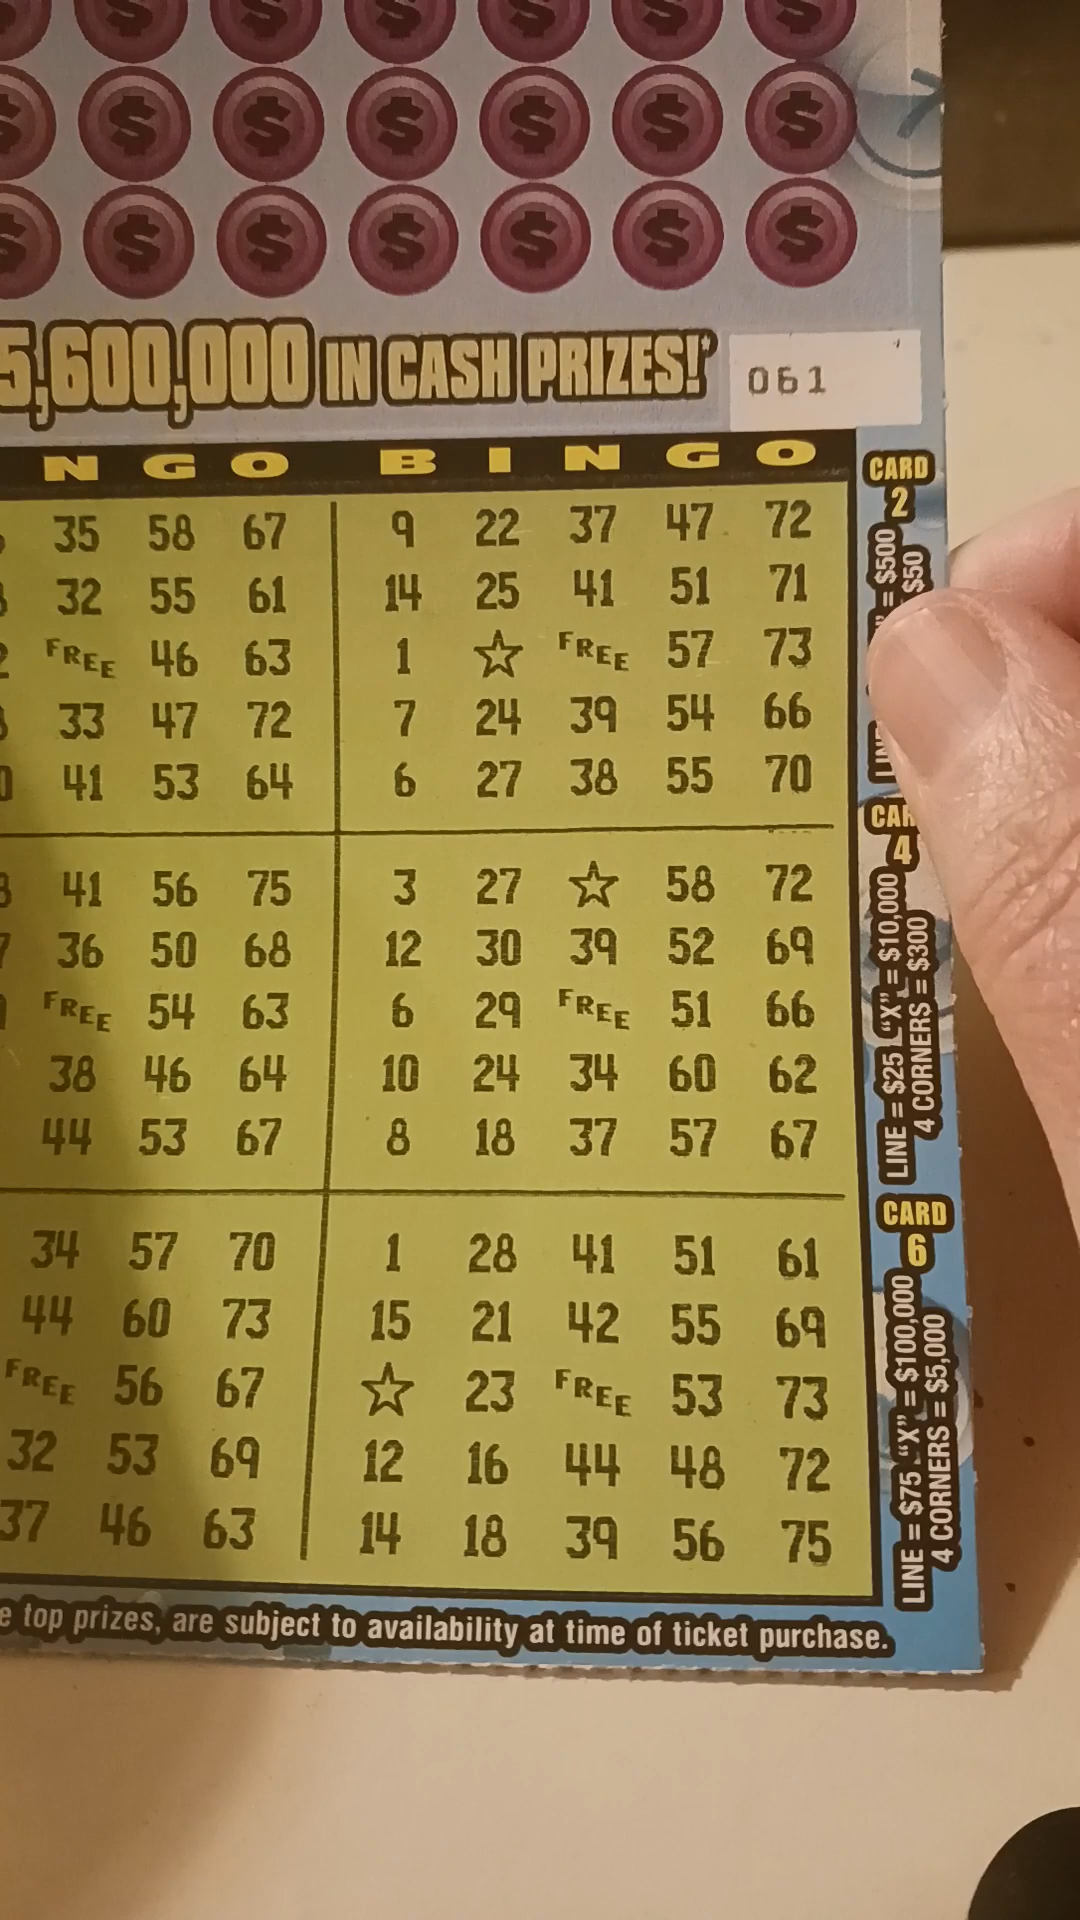 $ $ $ $ $ $ $
$ $ $ $ $ $ $
$ $ $ $ $ $ $
5,600,000 IN CASH PRIZES!*
061
N G O B I N G O
35 58 67 9 22 37 47 72
32 55 61 14 25 41 51 71
FREE 46 63 1 ☆ FREE 57 73
33 47 72 7 24 39 54 66
41 53 64 6 27 38 55 70
CARD
2
= $500
$50
41 56 75 3 27 ☆ 58 72
36 50 68 12 30 39 52 69
FREE 54 63 6 29 FREE 51 66
38 46 64 10 24 34 60 62
44 53 67 8 18 37 57 67
4
LINE = $25 "X" = $10,000
4 CORNERS = $300
34 57 70 1 28 41 51 61
44 60 73 15 21 42 55 69
FREE 56 67 ☆ 23 FREE 53 73
32 53 69 12 16 44 48 72
37 46 63 14 18 39 56 75
CARD
6
LINE = $75 "X" = $100,000
4 CORNERS = $5,000
top prizes, are subject to availability at time of ticket purchase.